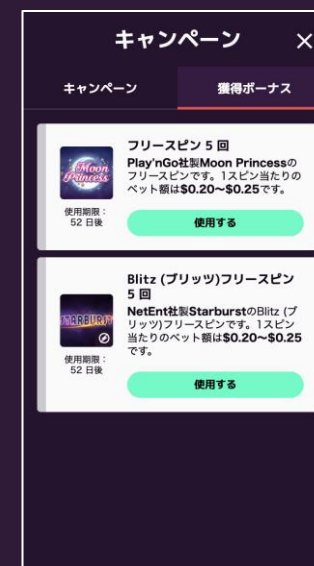 キャンペーン ×
キャンペーン 獲得ボーナス
Moon
Princess
フリースピン 5 回
Play'nGo社製Moon Princessの
フリースピンです。1スピン当たりの
ベット額は$0.20〜$0.25です。
使用期限：
52 日後
使用する
STARBURST
Blitz (ブリッツ)フリースピン
5 回
NetEnt社製StarburstのBlitz (ブ
リッツ)フリースピンです。1スピン
当たりのベット額は$0.20〜$0.25
です。
使用期限：
52 日後
使用する